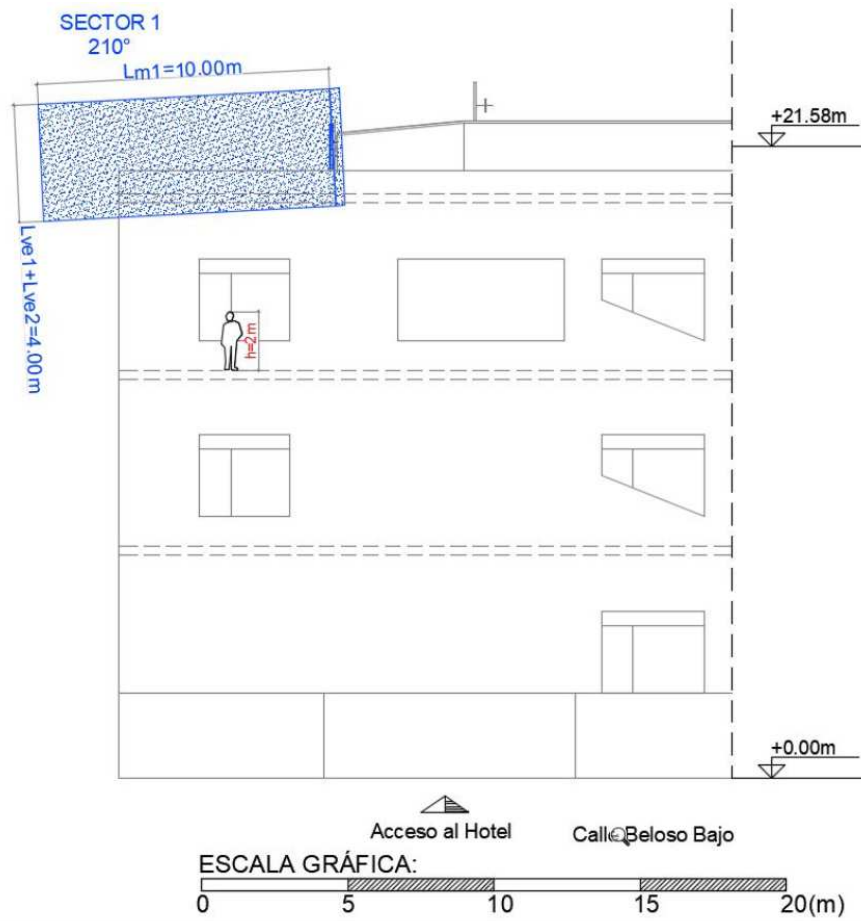 SECTOR 1
210°
Lm1=10.00m
+21.58m
Lve1+Lve2=4.00m
h=2m
+0.00m
Acceso al Hotel
Calle Beloso Bajo
ESCALA GRÁFICA:
0 5 10 15 20(m)